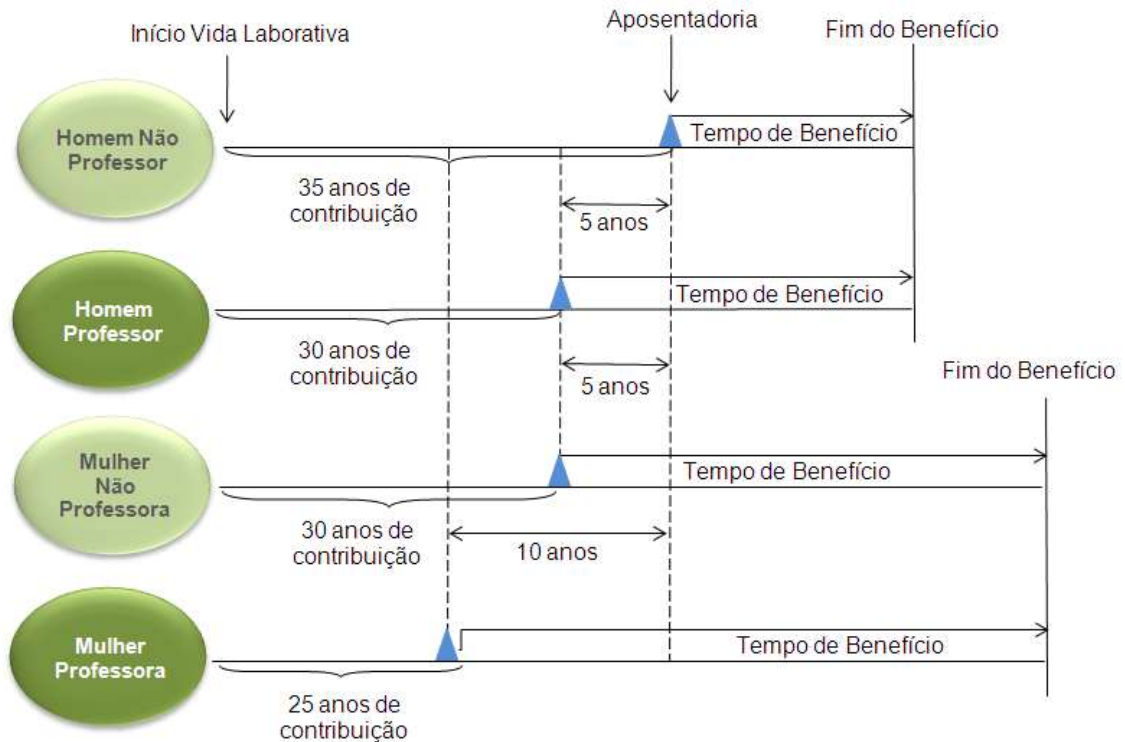 Início Vida Laborativa
Aposentadoria
Fim do Benefício
Homem Não
Professor
Tempo de Benefício
35 anos de
contribuição
5 anos
Homem
Professor
Tempo de Benefício
30 anos de
contribuição
5 anos
Fim do Benefício
Mulher
Não
Professora
Tempo de Benefício
30 anos de
contribuição
10 anos
Mulher
Professora
Tempo de Benefício
25 anos de
contribuição